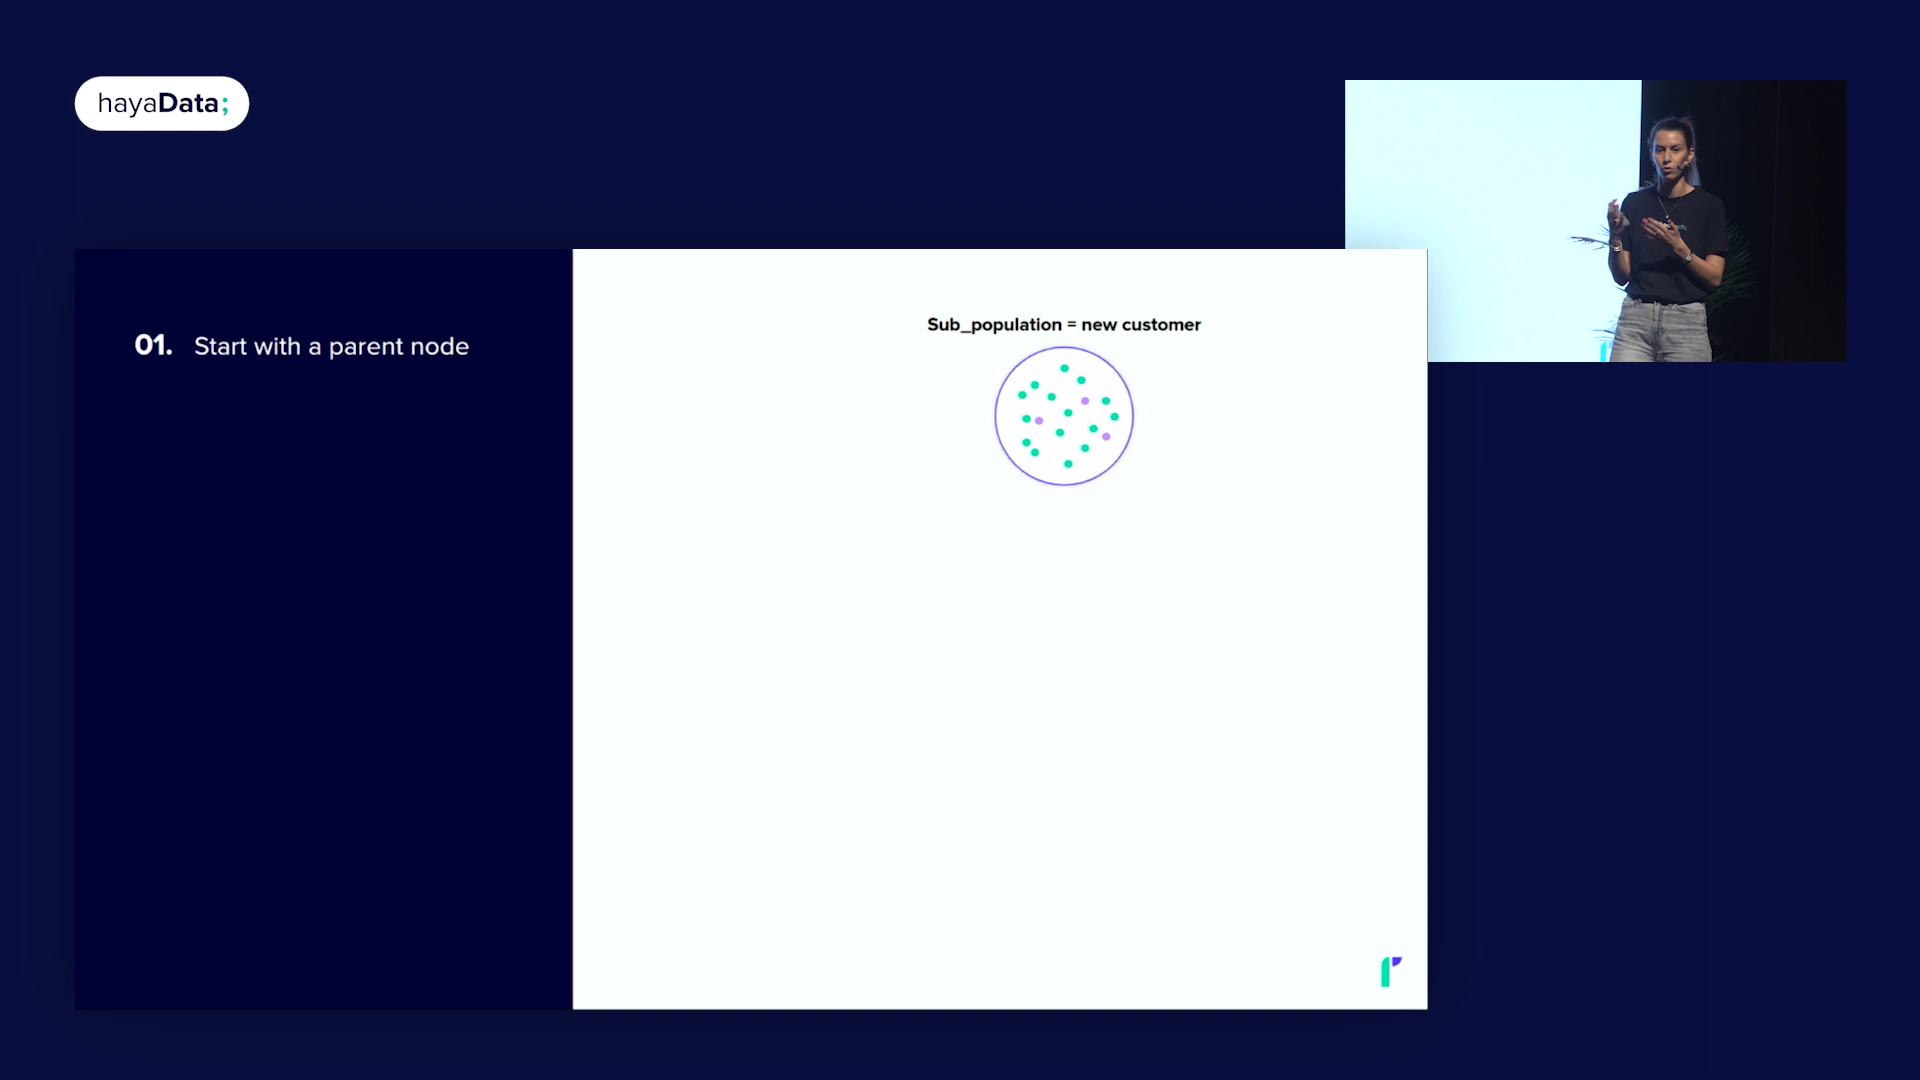 hayaData;
01. Start with a parent node
Sub_population = new customer